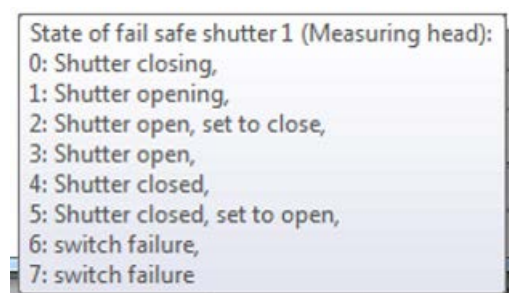 State of fail safe shutter 1 (Measuring head):
0: Shutter closing,
1: Shutter opening,
2: Shutter open, set to close,
3: Shutter open,
4: Shutter closed,
5: Shutter closed, set to open,
6: switch failure,
7: switch failure